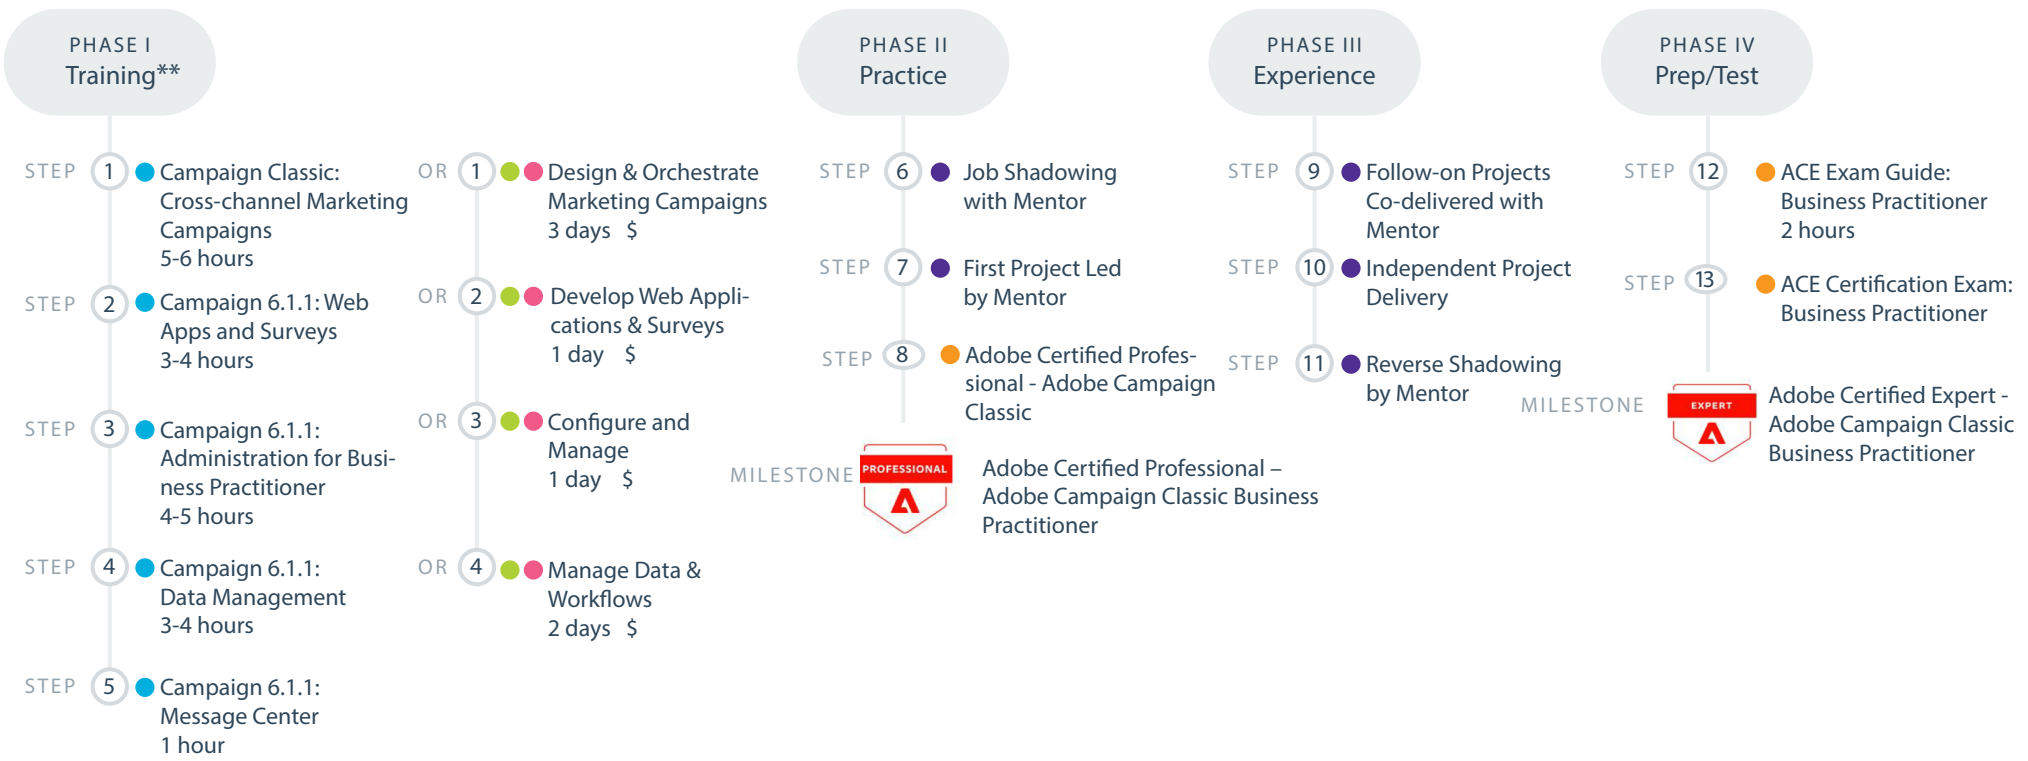 PHASE I
Training**
STEP 1 Campaign Classic:
Cross-channel Marketing
Campaigns
5-6 hours
STEP 2 Campaign 6.1.1: Web
Apps and Surveys
3-4 hours
STEP 3 Campaign 6.1.1:
Administration for Busi-
ness Practitioner
4-5 hours
STEP 4 Campaign 6.1.1:
Data Management
3-4 hours
STEP 5 Campaign 6.1.1:
Message Center
1 hour
OR 1 Design & Orchestrate
Marketing Campaigns
3 days $
OR 2 Develop Web Appli-
cations & Surveys
1 day $
OR 3 Configure and
Manage
1 day $
OR 4 Manage Data &
Workflows
2 days $
PHASE II
Practice
STEP 6 Job Shadowing
with Mentor
STEP 7 First Project Led
by Mentor
STEP 8 Adobe Certified Profes-
sional - Adobe Campaign
Classic
MILESTONE
PROFESSIONAL
Adobe Certified Professional –
Adobe Campaign Classic Business
Practitioner
PHASE III
Experience
STEP 9 Follow-on Projects
Co-delivered with
Mentor
STEP 10 Independent Project
Delivery
STEP 11 Reverse Shadowing
by Mentor
PHASE IV
Prep/Test
STEP 12 ACE Exam Guide:
Business Practitioner
2 hours
STEP 13 ACE Certification Exam:
Business Practitioner
MILESTONE
EXPERT
Adobe Certified Expert -
Adobe Campaign Classic
Business Practitioner